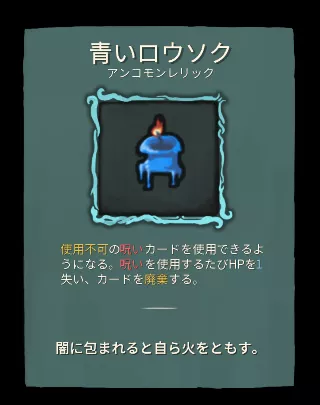 青いロウソク
アンコモンレリック
使用不可の呪いカードを使用できるよ
うになる。呪いを使用するたびHPを1
失い、カードを廃棄する。
闇に包まれると自ら火をともす。